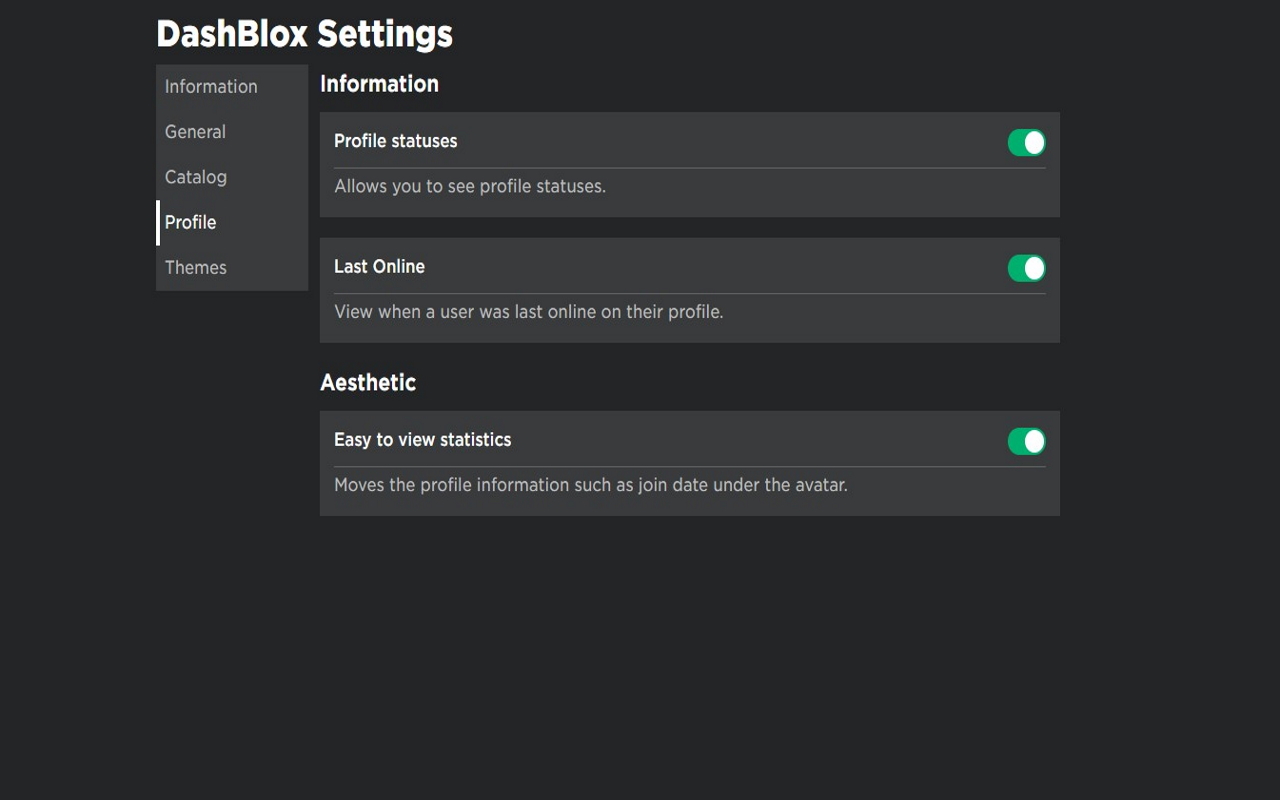 DashBlox Settings
Information
General
Catalog
Profile
Themes
Information
Profile statuses
Allows you to see profile statuses.
Last Online
View when a user was last online on their profile.
Aesthetic
Easy to view statistics
Moves the profile information such as join date under the avatar.